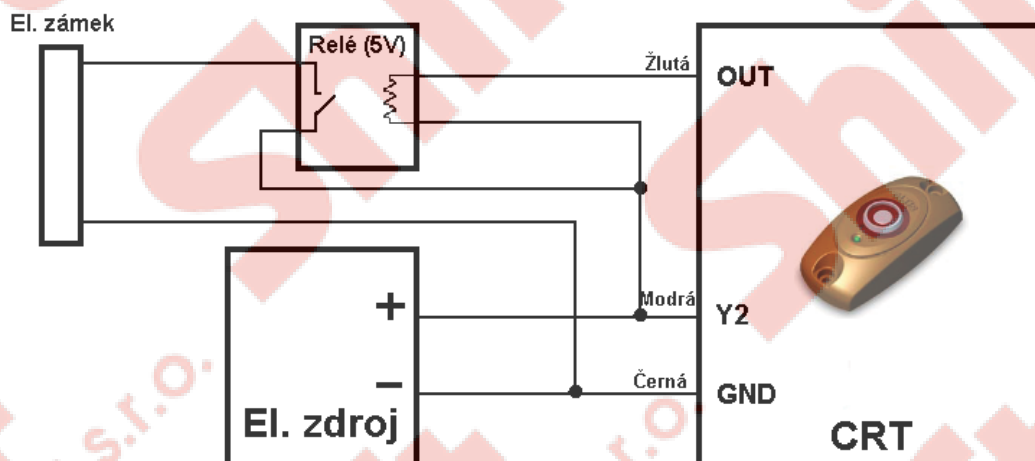 El. zámek
Relé (5V)
Žlutá
OUT
+
Modrá
Y2
−
Černá
GND
El. zdroj
CRT
s.r.o.